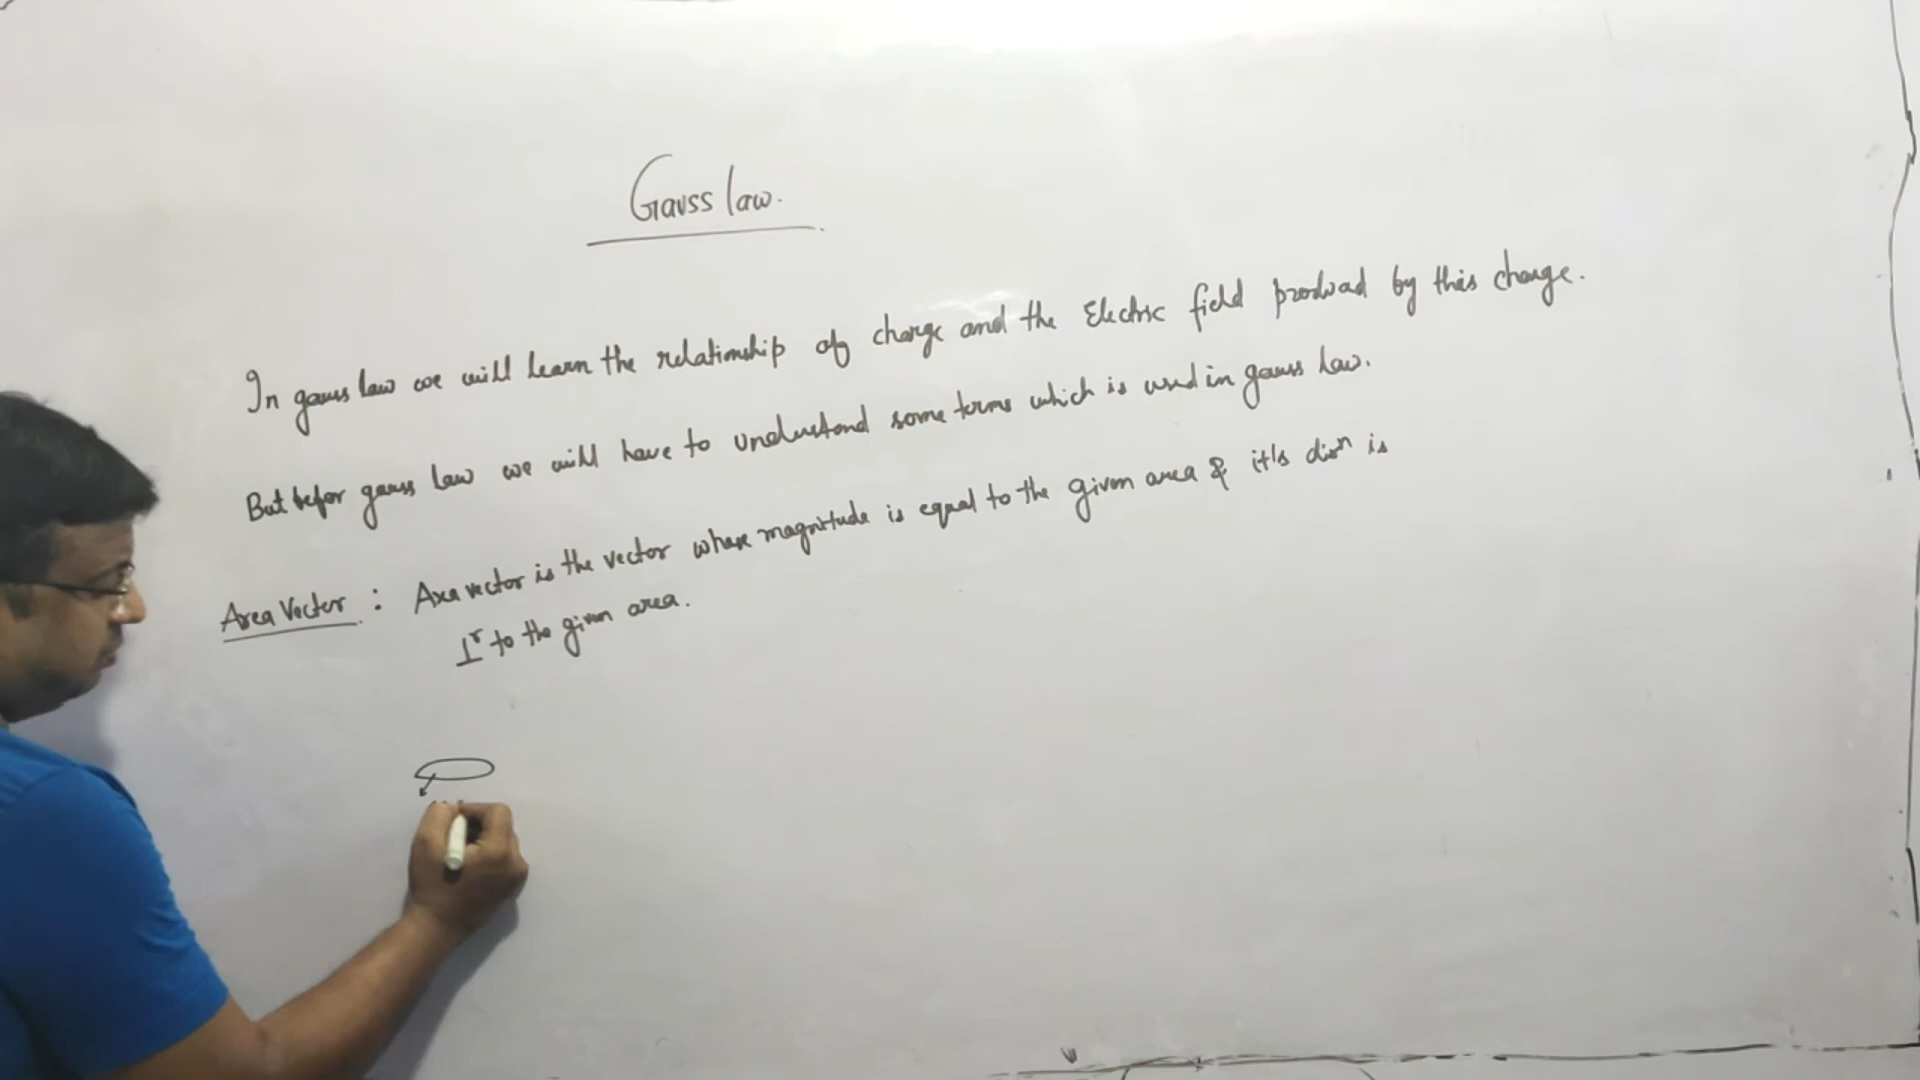 Gauss law.
In gauss law we will learn the relationship of charge and the Electric field produced by this charge.
But befor gauss law we will have to understand some terms which is used in gauss law.
Area Vector : Area vector is the vector whose magnitude is equal to the given area & it's dirn is
⊥r to the given area.